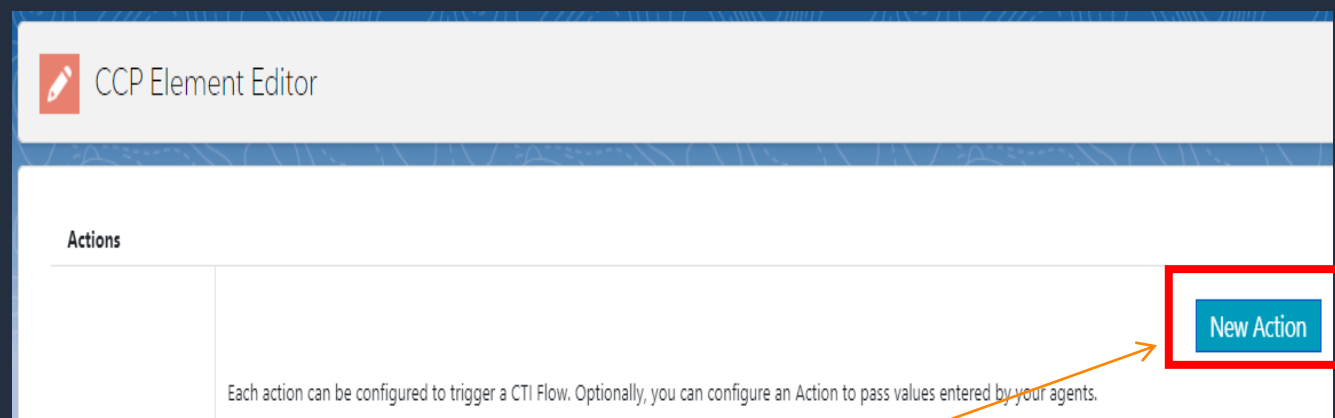 CCP Element Editor
Actions
New Action
Each action can be configured to trigger a CTI Flow. Optionally, you can configure an Action to pass values entered by your agents.